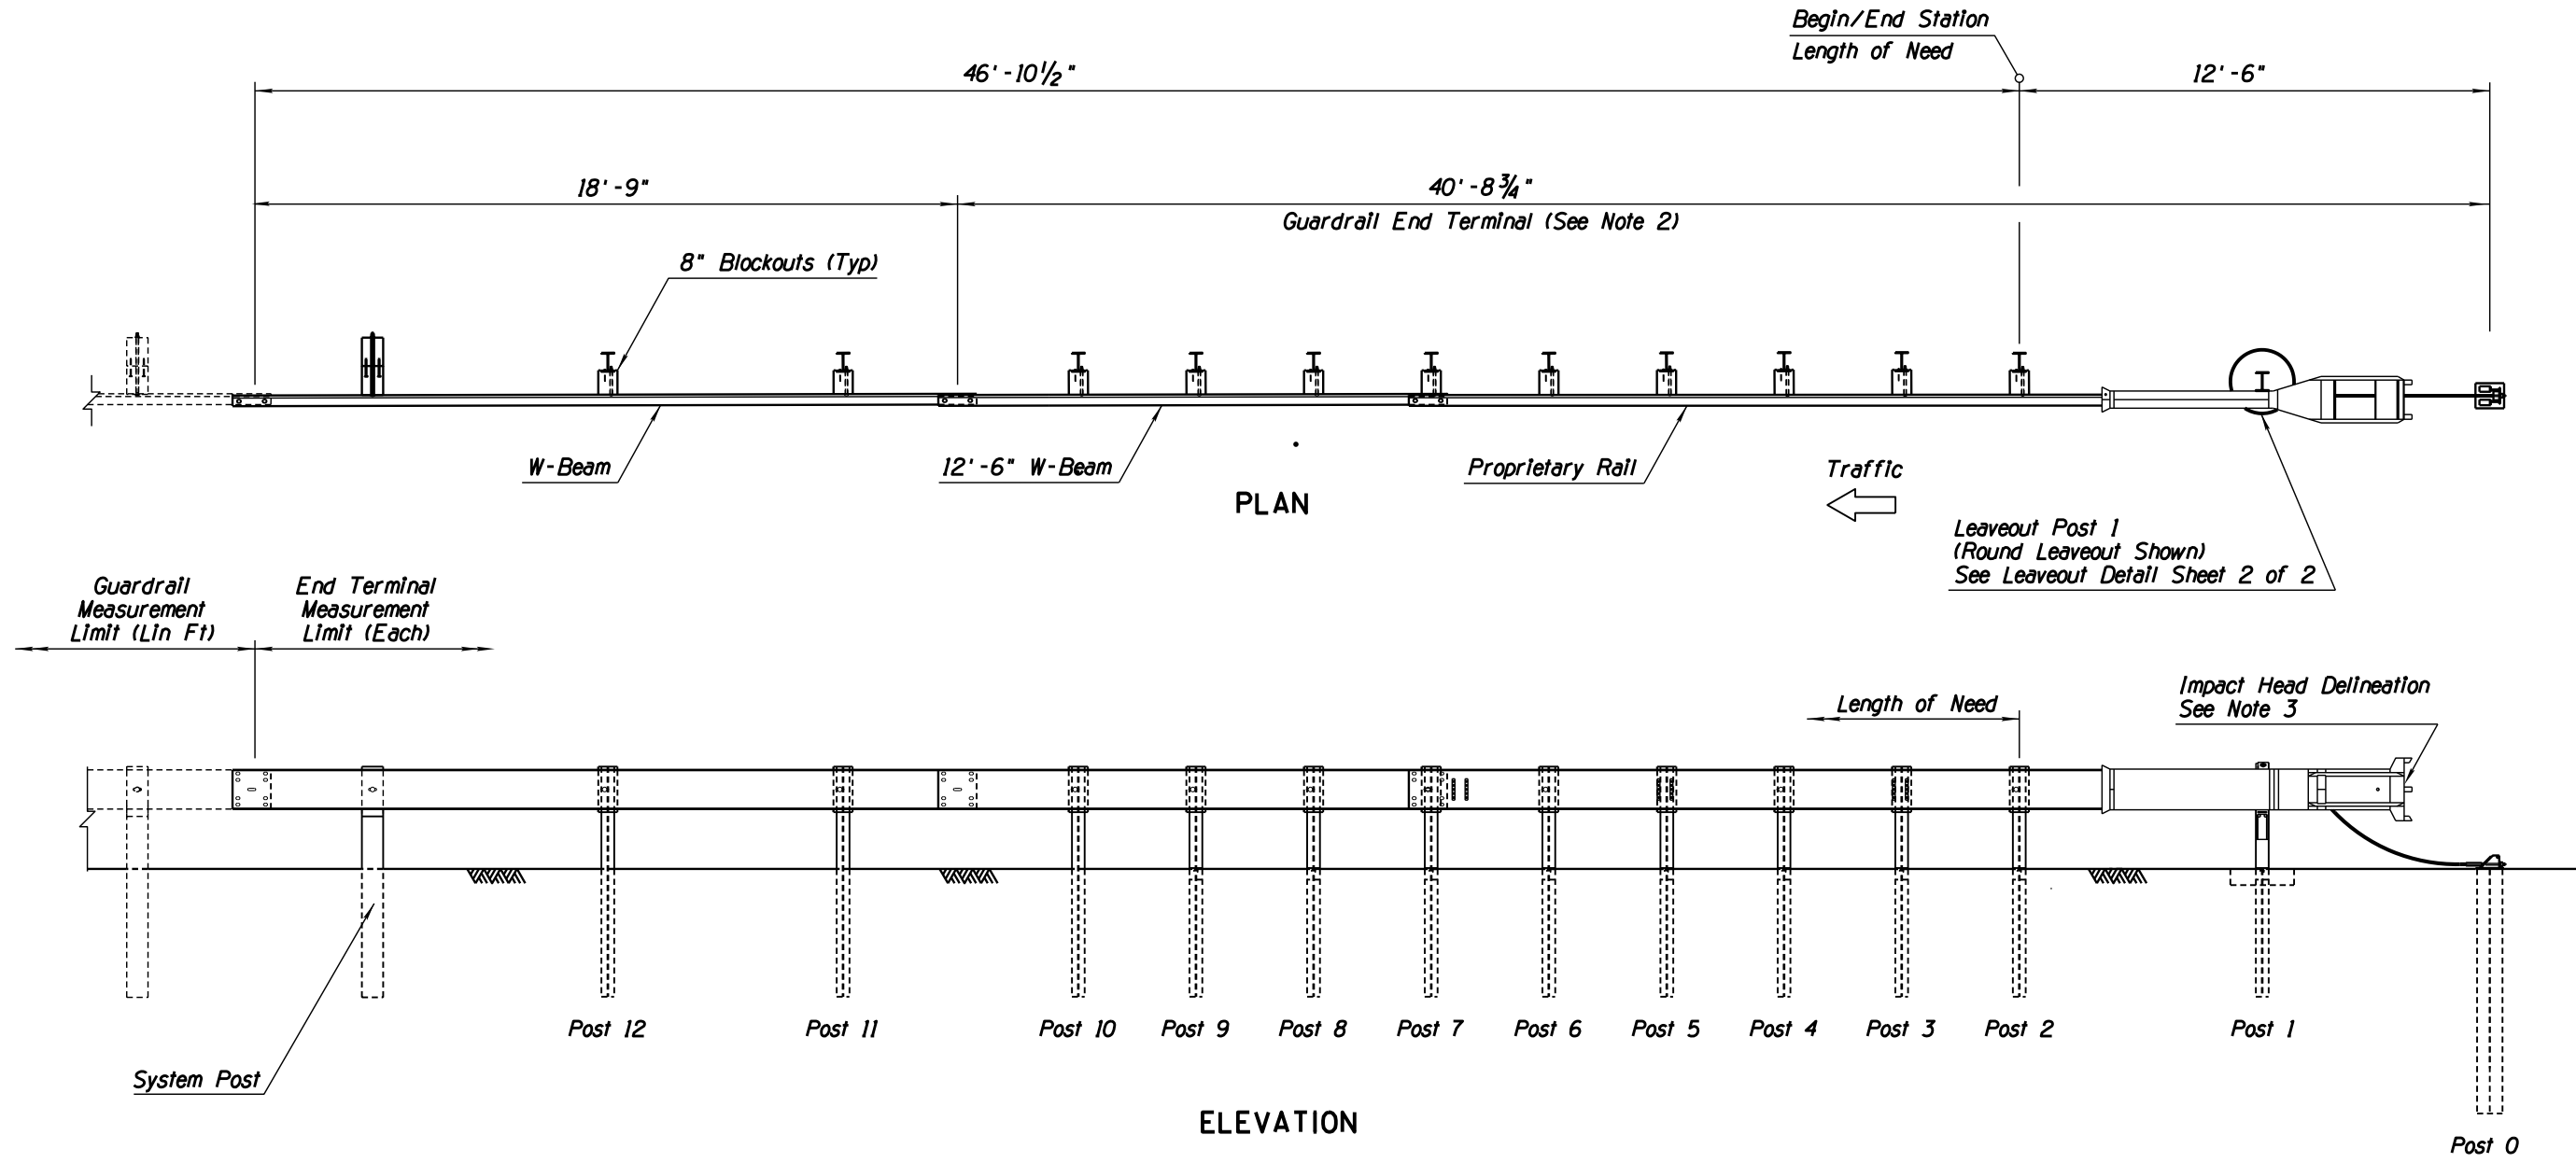 Begin/End Station
Length of Need
46'-10½"
12'-6"
18'-9"
40'-8¾"
Guardrail End Terminal (See Note 2)
8" Blockouts (Typ)
W-Beam
12'-6" W-Beam
Proprietary Rail
Traffic
PLAN
Leaveout Post 1
(Round Leaveout Shown)
See Leaveout Detail Sheet 2 of 2
Guardrail
Measurement
Limit (Lin Ft)
End Terminal
Measurement
Limit (Each)
Length of Need
Impact Head Delineation
See Note 3
Post 12
Post 11
Post 10
Post 9
Post 8
Post 7
Post 6
Post 5
Post 4
Post 3
Post 2
Post 1
System Post
ELEVATION
Post 0